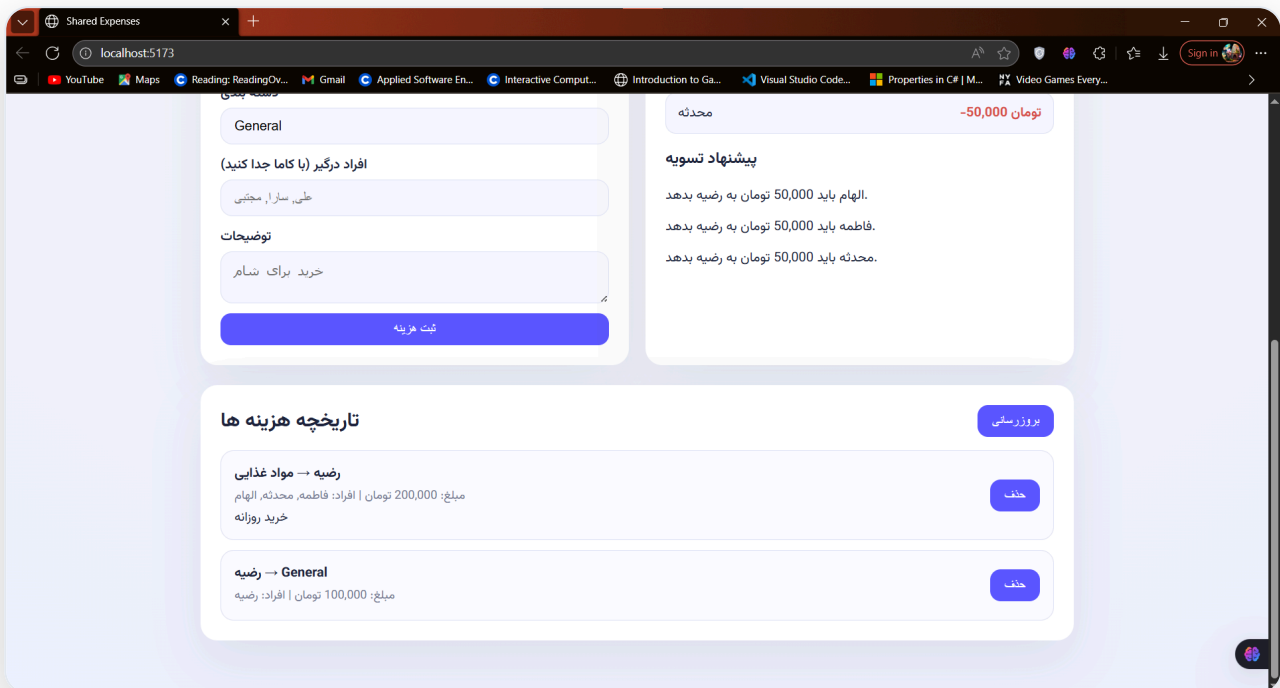 Shared Expenses
localhost:5173
Sign in
YouTube
Maps
Reading: ReadingOv...
Gmail
Applied Software En...
Interactive Comput...
Introduction to Ga...
Visual Studio Code...
Properties in C# | M...
NY FA
Video Games Every...
دسته بندی
General
افراد درگیر (با کاما جدا کنید)
علی, سارا, مجتبی
توضیحات
خرید برای شام
ثبت هزینه
محدثه
-50,000 تومان
پیشنهاد تسویه
الهام باید 50,000 تومان به رضیه بدهد.
فاطمه باید 50,000 تومان به رضیه بدهد.
محدثه باید 50,000 تومان به رضیه بدهد.
تاریخچه هزینه ها
بروزرسانی
رضیه → مواد غذایی
مبلغ: 200,000 تومان | افراد: فاطمه, محدثه, الهام
خرید روزانه
حذف
رضیه → General
مبلغ: 100,000 تومان | افراد: رضیه
حذف